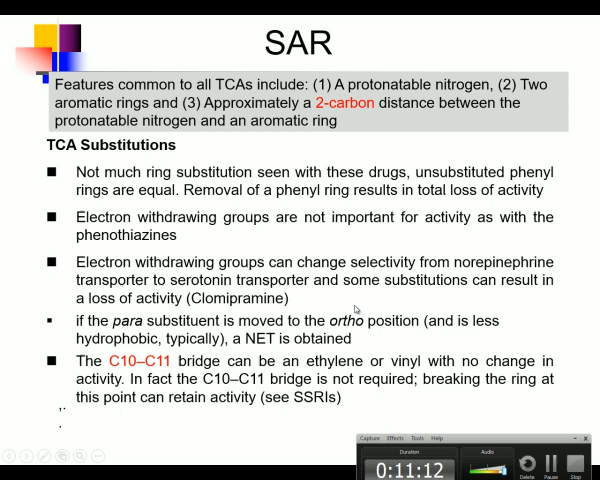 SAR
Features common to all TCAs include: (1) A protonatable nitrogen, (2) Two
aromatic rings and (3) Approximately a 2-carbon distance between the
protonatable nitrogen and an aromatic ring
TCA Substitutions
■ Not much ring substitution seen with these drugs, unsubstituted phenyl
rings are equal. Removal of a phenyl ring results in total loss of activity
■ Electron withdrawing groups are not important for activity as with the
phenothiazines
■ Electron withdrawing groups can change selectivity from norepinephrine
transporter to serotonin transporter and some substitutions can result in
a loss of activity (Clomipramine)
▪ if the para substituent is moved to the ortho position (and is less
hydrophobic, typically), a NET is obtained
■ The C10–C11 bridge can be an ethylene or vinyl with no change in
activity. In fact the C10–C11 bridge is not required; breaking the ring at
this point can retain activity (see SSRIs)
,.
.
Capture Effects Tools Help
Duration
Audio
0:11:12
Delete Pause Stop